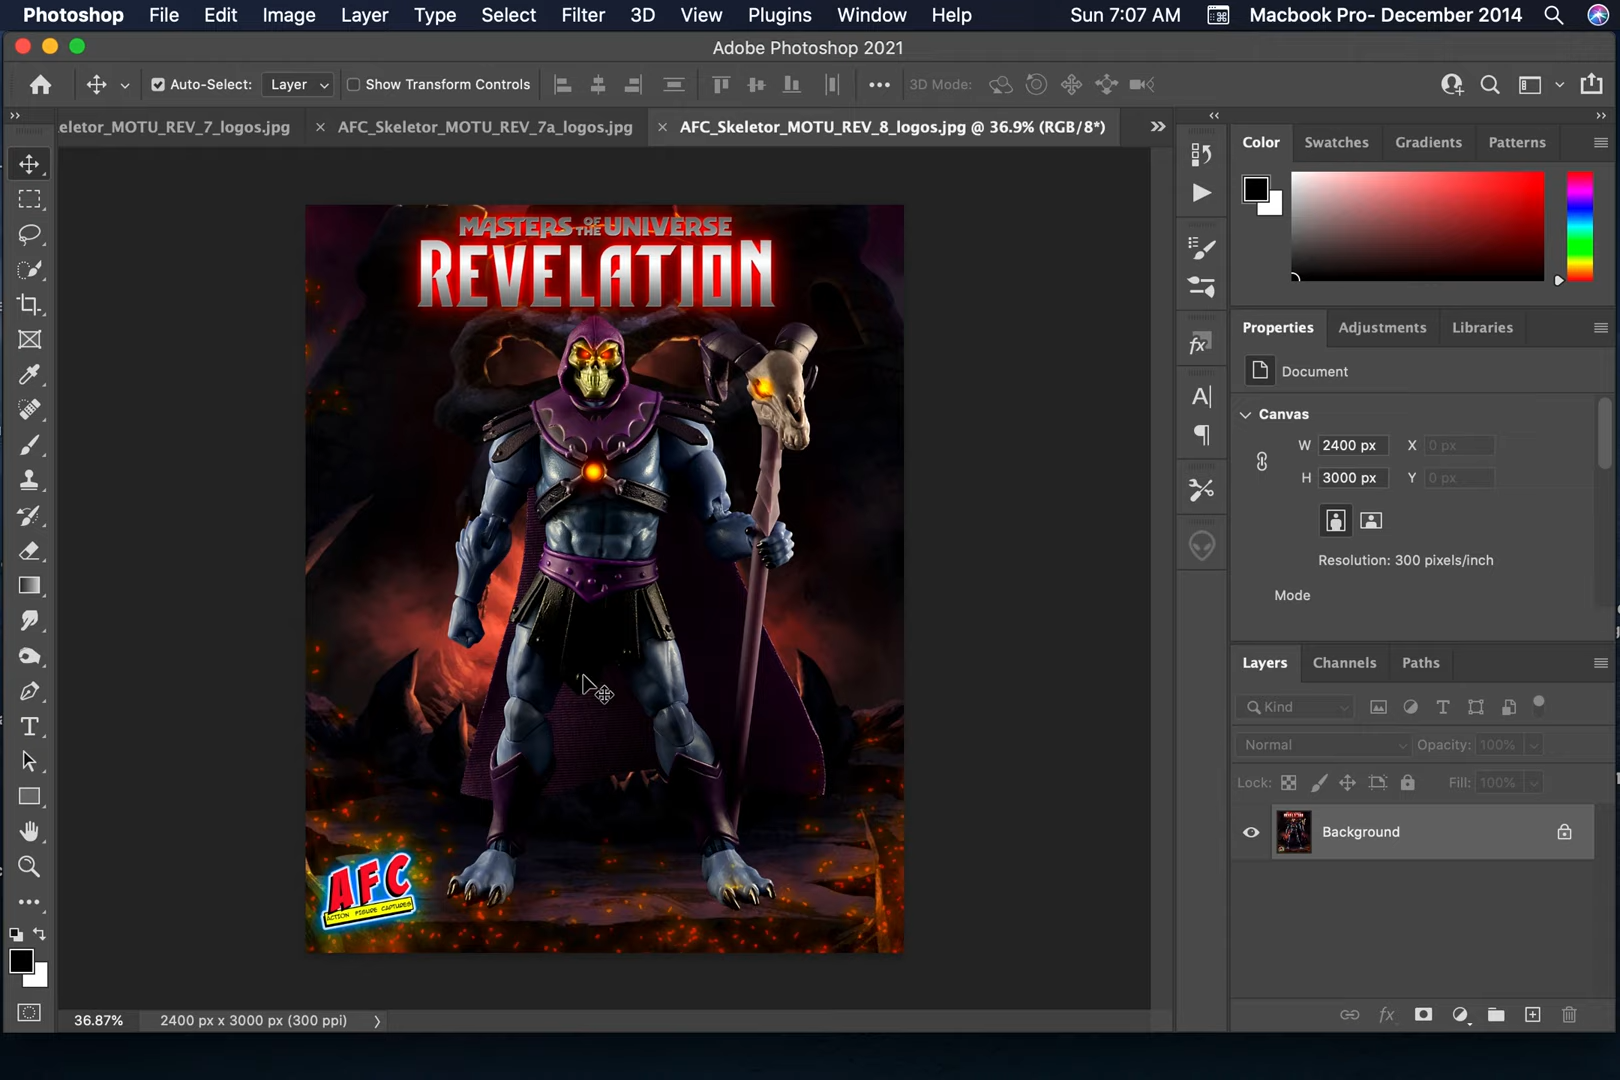 Photoshop File Edit Image Layer Type Select Filter 3D View Plugins Window Help Sun 7:07 AM Macbook Pro- December 2014
Adobe Photoshop 2021
Auto-Select: Layer Show Transform Controls 3D Mode:
eletor_MOTU_REV_7_logos.jpg × AFC_Skeletor_MOTU_REV_7a_logos.jpg × AFC_Skeletor_MOTU_REV_8_logos.jpg @ 36.9% (RGB/8*)
Color Swatches Gradients Patterns
MASTERS OF THE UNIVERSE
REVELATION
Properties Adjustments Libraries
Document
Canvas
W 2400 px X 0 px
H 3000 px Y 0 px
Resolution: 300 pixels/inch
Mode
Layers Channels Paths
Kind
Normal Opacity: 100%
Lock: Fill: 100%
Background
AFC
ACTION FIGURE CAPTURES
36.87% 2400 px x 3000 px (300 ppi)